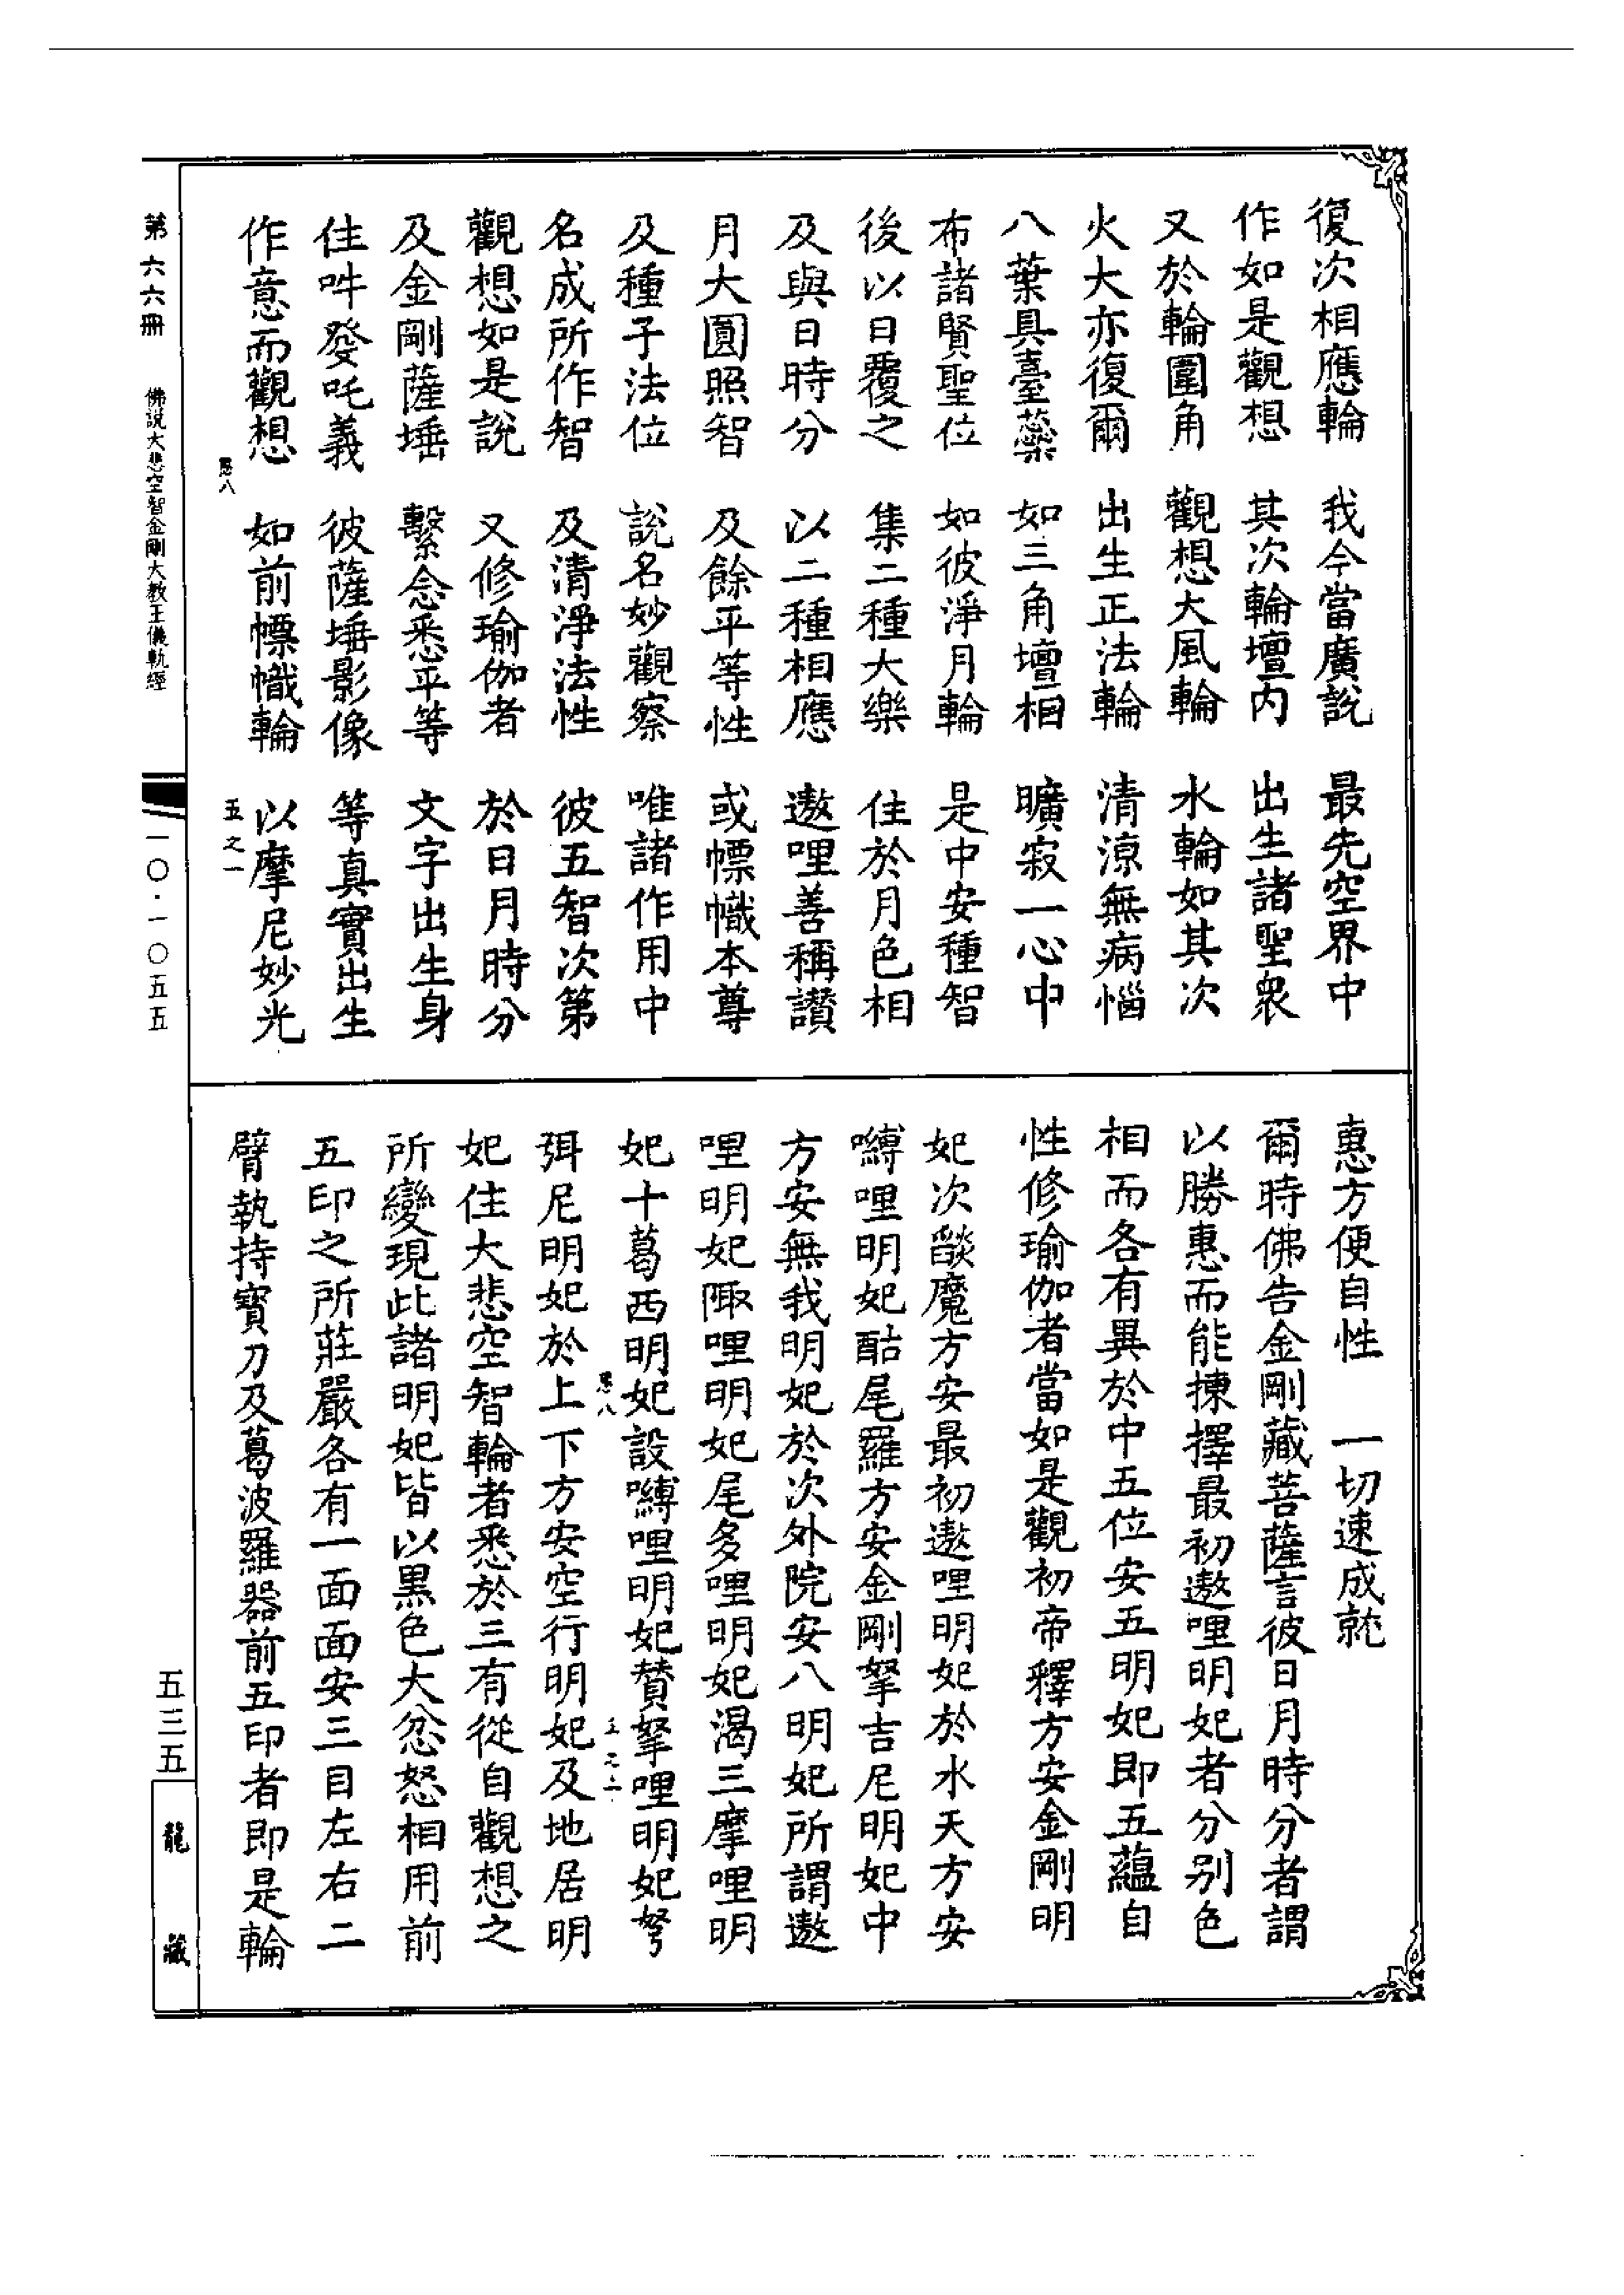 復次相應輪　我今當廣說　最先空界中
作如是觀想　其次輪壇內　出生諸聖衆
又於輪圍角　觀想大風輪　水輪如其次
火大亦復爾　出生正法輪　清涼無病惱
八葉具臺蘂　如三角壇相　曠寂一心中
布諸賢聖位　如彼淨月輪　是中安種智
後以日覆之　集二種大樂　住於月色相
及與日時分　以二種相應　遨哩善稱讚
月大圓照智　及餘平等性　或幖幟本尊
及種子法位　說名妙觀察　唯諸作用中
名成所作智　及清淨法性　彼五智次第
觀想如是說　又修瑜伽者　於日月時分
及金剛薩埵　繫念悉平等　文字出生身
住吽發吒義　彼薩埵影像　等真實出生
作意而觀想　如前幖幟輪　以摩尼妙光
惠方便自性　一切速成就
爾時佛告金剛藏菩薩言彼日月時分者謂
以勝惠而能揀擇最初遨哩明妃者分别色
相而各有異於中五位安五明妃即五蘊自
性修瑜伽者當如是觀初帝釋方安金剛明
妃次燄魔方安最初遨哩明妃於水天方安
嚩哩明妃酤尾羅方安金剛拏吉尼明妃中
方安無我明妃於次外院安八明妃所謂遨
哩明妃陬哩明妃尾多哩明妃渴三摩哩明
妃十葛西明妃設嚩哩明妃赞拏哩明妃弩
弭尼明妃於上下方安空行明妃及地居明
妃住大悲空智輪者悉於三有從自觀想之
所變現此諸明妃皆以黑色大忿怒相用前
五印之所莊嚴各有一面面安三目左右二
臂執持寶刀及葛波羅器前五印者即是輪
第六六冊　佛說大悲空智金剛大教王儀軌經
一〇·一〇五五
五三五
龍藏
五之一